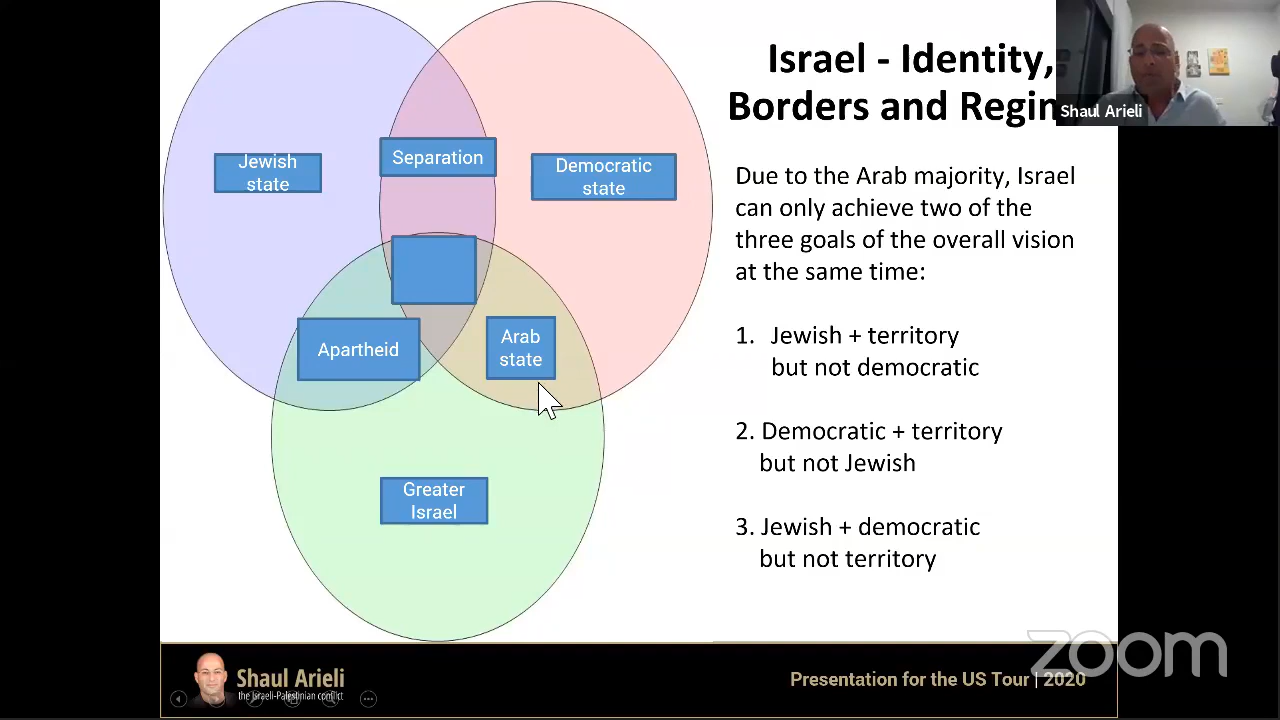 Israel - Identity,
Borders and Regim
Shaul Arieli
Jewish
state
Separation
Democratic
state
Apartheid
Arab
state
Greater
Israel
Due to the Arab majority, Israel
can only achieve two of the
three goals of the overall vision
at the same time:
1. Jewish + territory
but not democratic
2. Democratic + territory
but not Jewish
3. Jewish + democratic
but not territory
Shaul Arieli
the Israeli-Palestinian conflict
Presentation for the US Tour | 2020
zoom